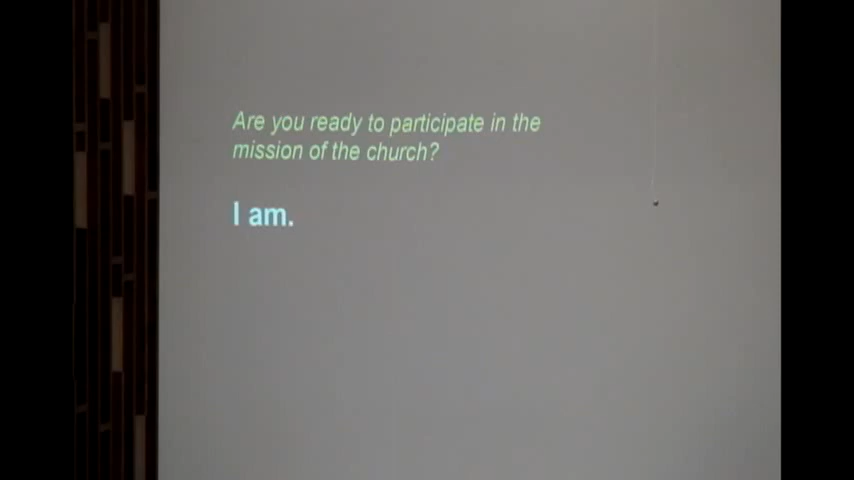 Are you ready to participate in the
mission of the church?
I am.